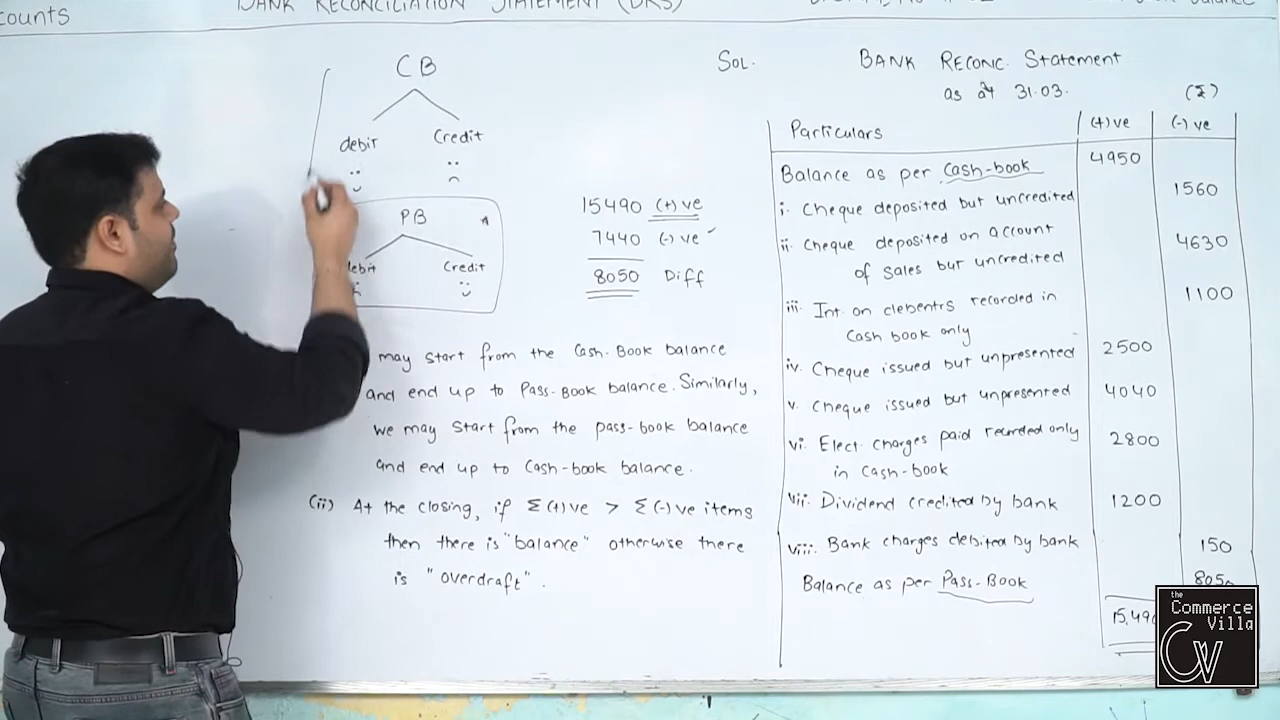 counts
BANK RECONCILIATION STATEMENT (BRS)
Balance
CB
debit
Credit
PB
debit
Credit
15490 (+) ve
7440 (-) ve
8050 Diff
may start from the Cash-Book balance
and end up to Pass-Book balance. Similarly,
we may start from the pass-book balance
and end up to Cash-book balance.
(ii) At the closing, if Σ(+)ve > Σ(-)ve items
then there is "balance" otherwise there
is "overdraft".
SOL.
BANK RECONC. Statement
as at 31.03.
(₹)
Particulars (+)ve (-)ve
Balance as per Cash-book 4950
i. Cheque deposited but uncredited 1560
ii. Cheque deposited on account
of sales but uncredited 4630
iii. Int on debentrs recorded in
Cash book only 1100
iv. Cheque issued but unpresented 2500
v. Cheque issued but unpresented 4040
vi. Elect. charges paid recorded only
in Cash-book 2800
vii. Dividend credited by bank 1200
viii. Bank charges debited by bank 150
Balance as per Pass-Book 8050
15,490
the
Commerce
Villa
CV